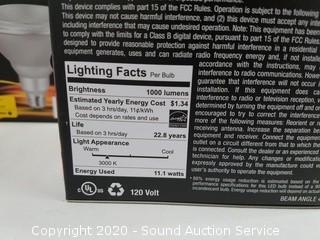 This device complies with part 15 of the FCC Rules. Operation is subject to the follow
This device may not cause harmful interference, and (2) this device must accept any inte
including interference that may cause undesired operation. Note: This equipment has been
to comply with the limits for a Class B digital device, pursuant to part 15 of the FCC Rules.
designed to provide reasonable protection against harmful interference in a residential
equipment generates, uses and can radiate radio frequency energy and, if not installed
accordance with the instructions, may
interference to radio communications. However
guarantee that interference will not occur i
installation. If this equipment does cause
interference to radio or television reception, w
determined by turning the equipment off and on
encouraged to try to correct the interference
more of the following measures: Reorient or re
receiving antenna. Increase the separation be
equipment and receiver. Connect the equipment
outlet on a circuit different from that to
is connected. Consult the dealer or an experienced
technician for help. Any changes or modificatio
expressly approved by the manufacturer could void
user's authority to operate the equipment.
Lighting Facts Per Bulb
Brightness 1000 lumens
Estimated Yearly Energy Cost $1.34
Based on 3 hrs/day, 11¢/kWh
Cost depends on rates and use
Life
Based on 3 hrs/day 22.8 years
Light Appearance
Warm Cool
3000 K
Energy Used 11.1 watts
C UL US
120 Volt
BEAM ANGLE
Copyright 2020 - South Auction Service